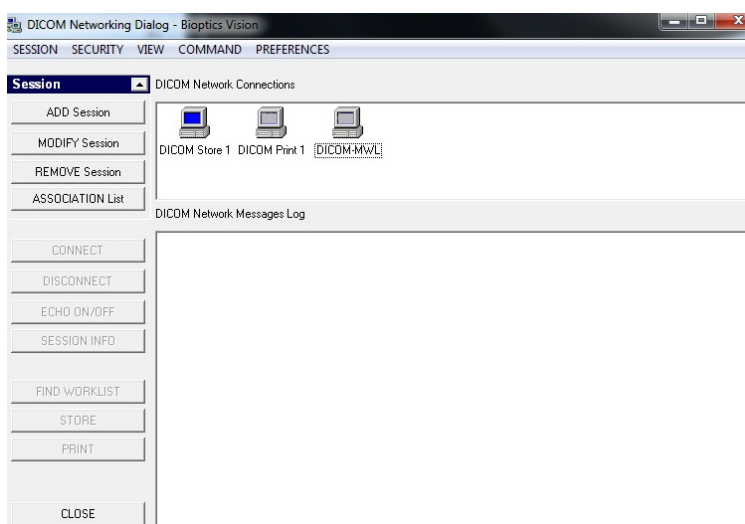 DICOM Networking Dialog - Bioptics Vision
SESSION SECURITY VIEW COMMAND PREFERENCES
Session
ADD Session
MODIFY Session
REMOVE Session
ASSOCIATION List
CONNECT
DISCONNECT
ECHO ON/OFF
SESSION INFO
FIND WORKLIST
STORE
PRINT
CLOSE
DICOM Network Connections
DICOM Store 1 DICOM Print 1 DICOM-MWL
DICOM Network Messages Log